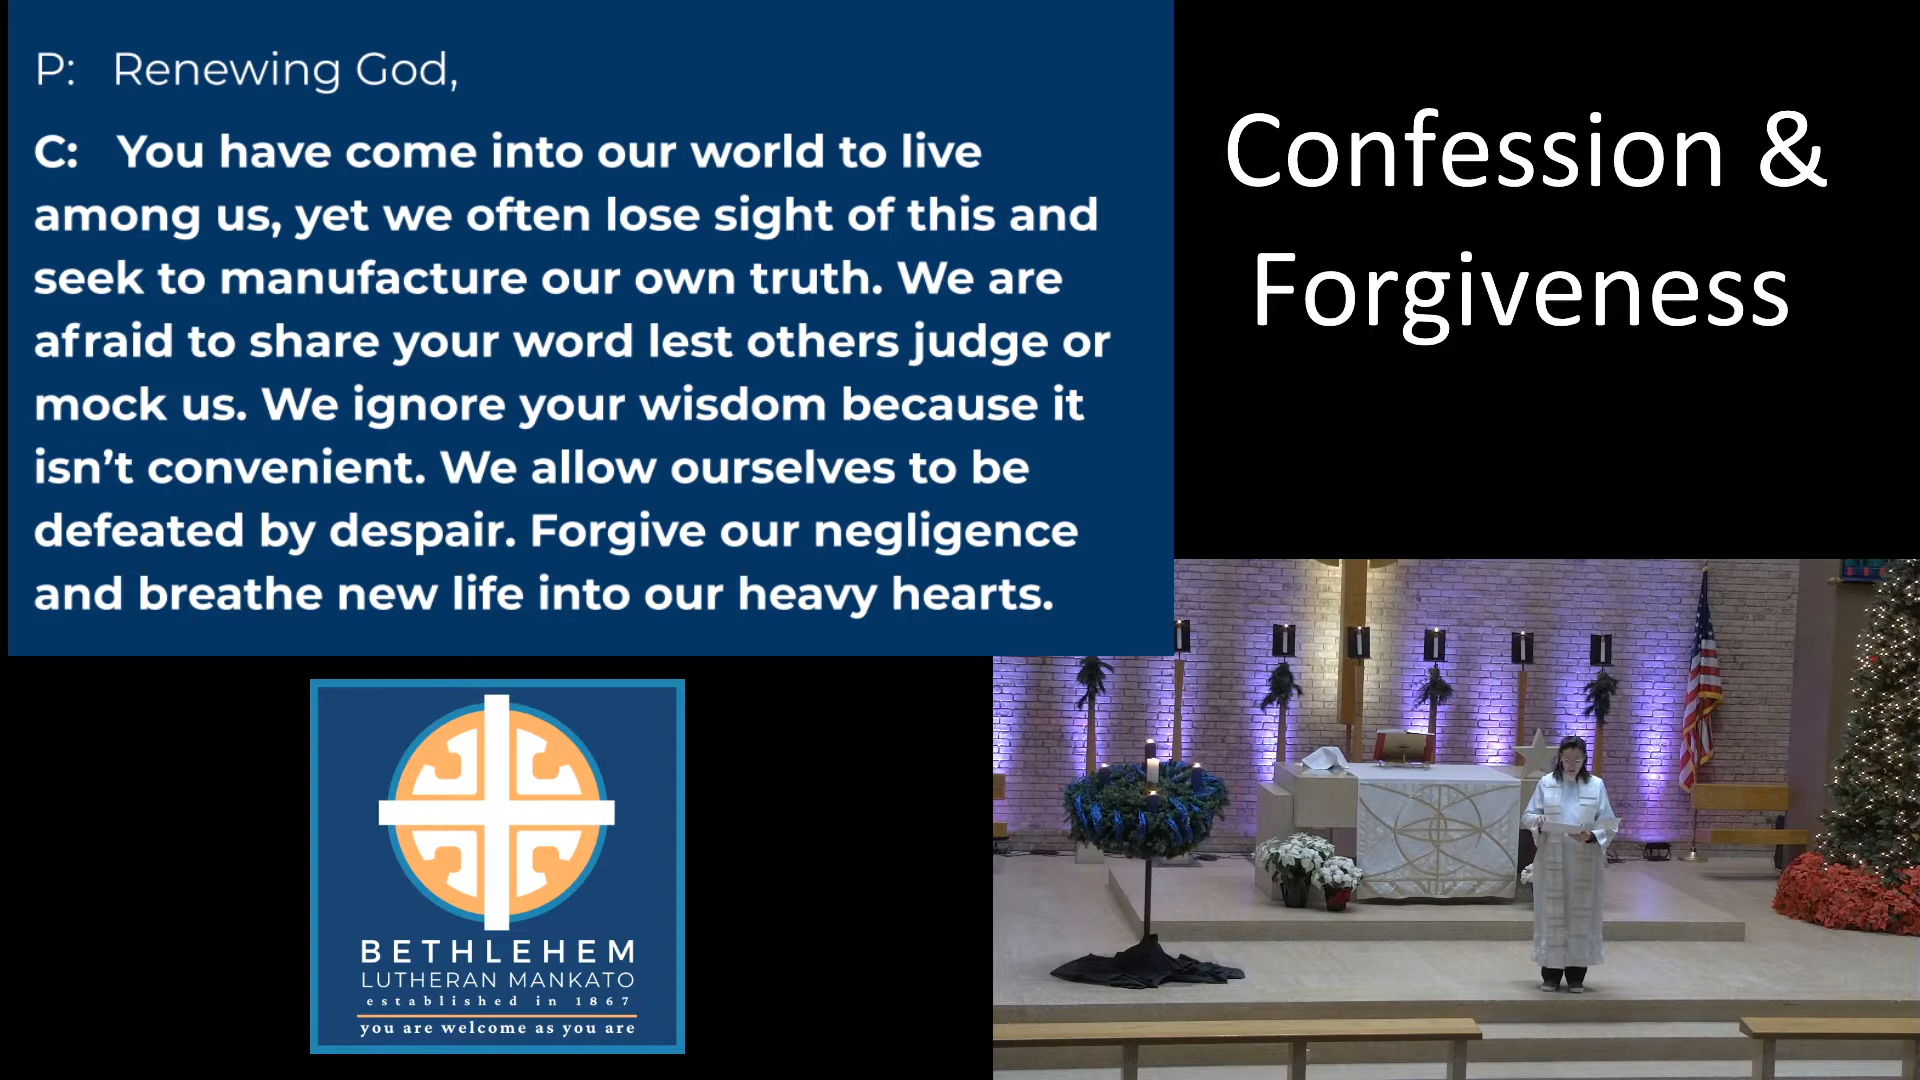 P: Renewing God,
C: You have come into our world to live
among us, yet we often lose sight of this and
seek to manufacture our own truth. We are
afraid to share your word lest others judge or
mock us. We ignore your wisdom because it
isn’t convenient. We allow ourselves to be
defeated by despair. Forgive our negligence
and breathe new life into our heavy hearts.
Confession &
Forgiveness
BETHLEHEM
LUTHERAN MANKATO
established in 1867
you are welcome as you are